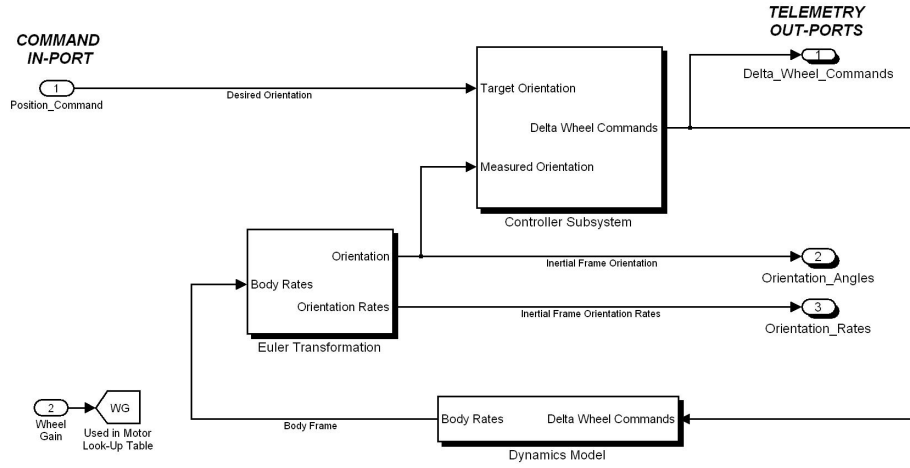 COMMAND
IN-PORT
1
Position_Command
Desired Orientation
TELEMETRY
OUT-PORTS
1
Delta_Wheel_Commands
Target Orientation
Delta Wheel Commands
Measured Orientation
Controller Subsystem
Orientation
Body Rates
Orientation Rates
Euler Transformation
Inertial Frame Orientation
2
Orientation_Angles
Inertial Frame Orientation Rates
3
Orientation_Rates
2
Wheel
Gain
WG
Used in Motor
Look-Up Table
Body Frame
Body Rates
Delta Wheel Commands
Dynamics Model